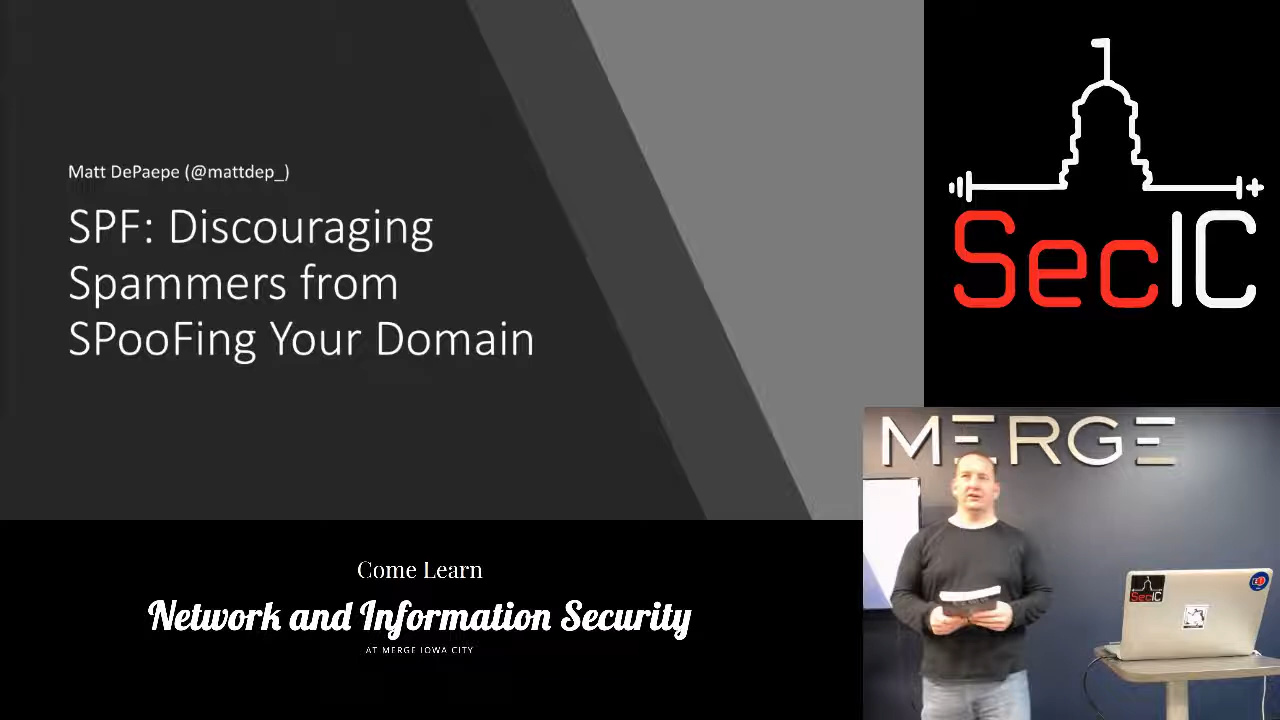 Matt DePaepe (@mattdep_)
SPF: Discouraging
Spammers from
SPooFing Your Domain
SecIC
MERGE
SecIC
Come Learn
Network and Information Security
AT MERGE IOWA CITY